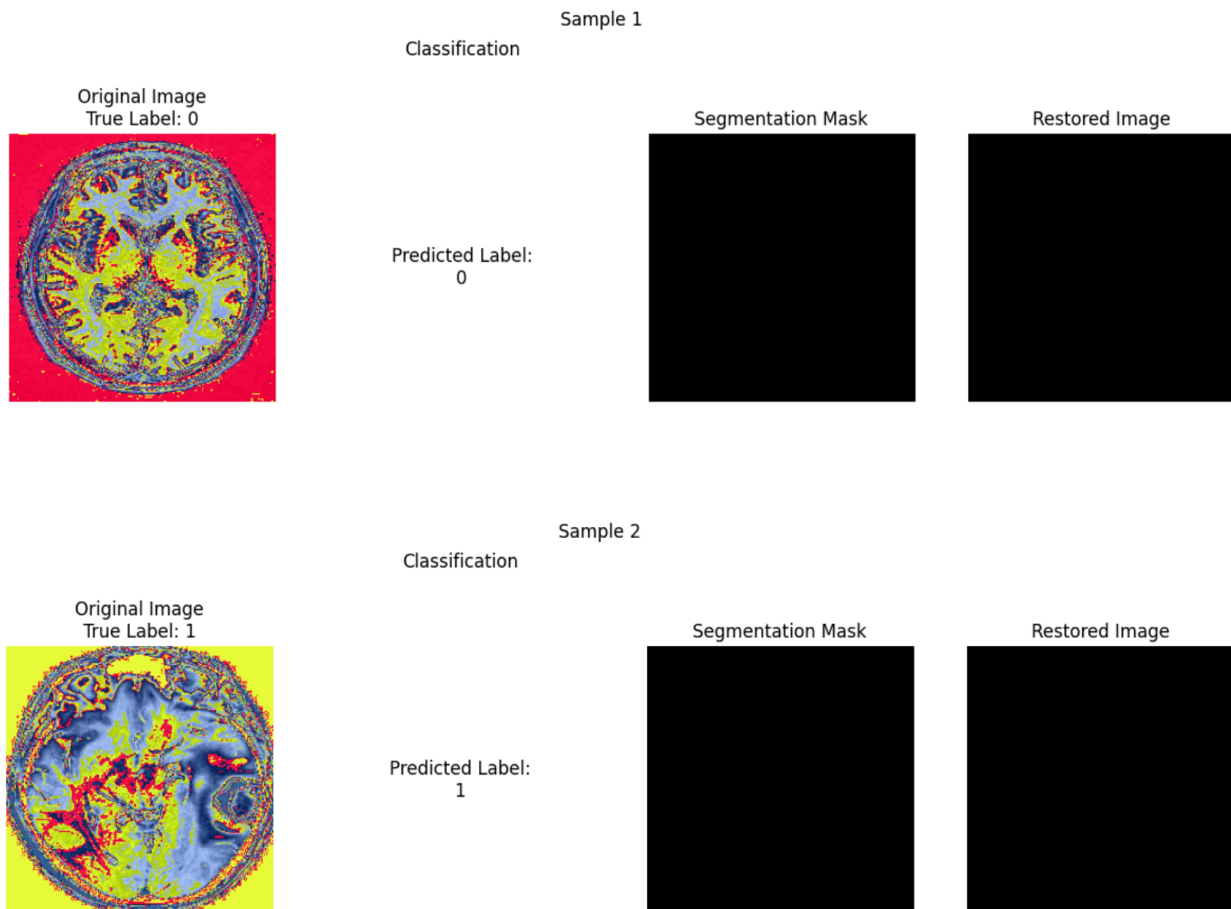 Sample 1
Classification
Original Image
True Label: 0
Segmentation Mask
Restored Image
Predicted Label:
0
Sample 2
Classification
Original Image
True Label: 1
Segmentation Mask
Restored Image
Predicted Label:
1